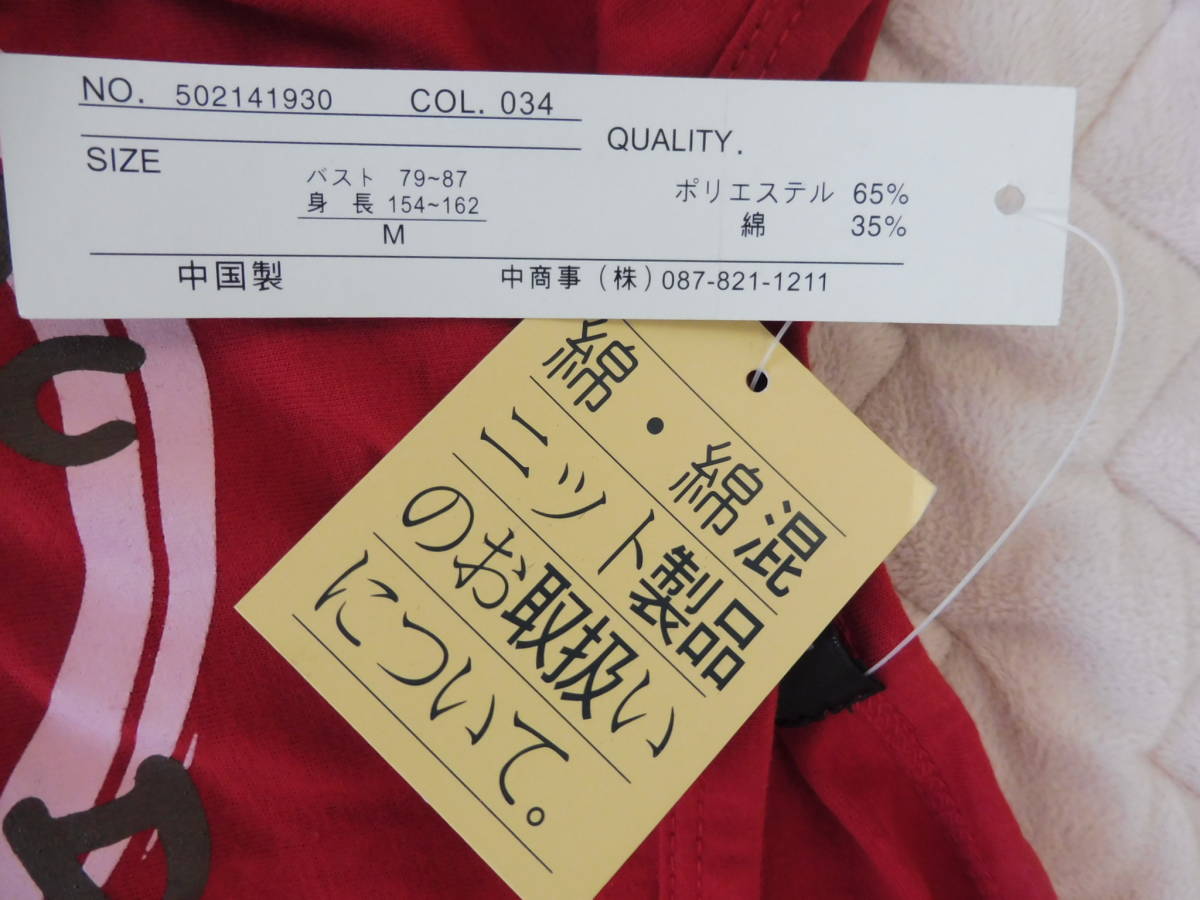 NO. 502141930 COL. 034
SIZE
バスト 79~87
身 長 154~162
M
QUALITY.
ポリエステル 65%
綿 35%
中国製 中商事(株)087-821-1211
綿・綿混
ニット製品
のお取扱い
について。